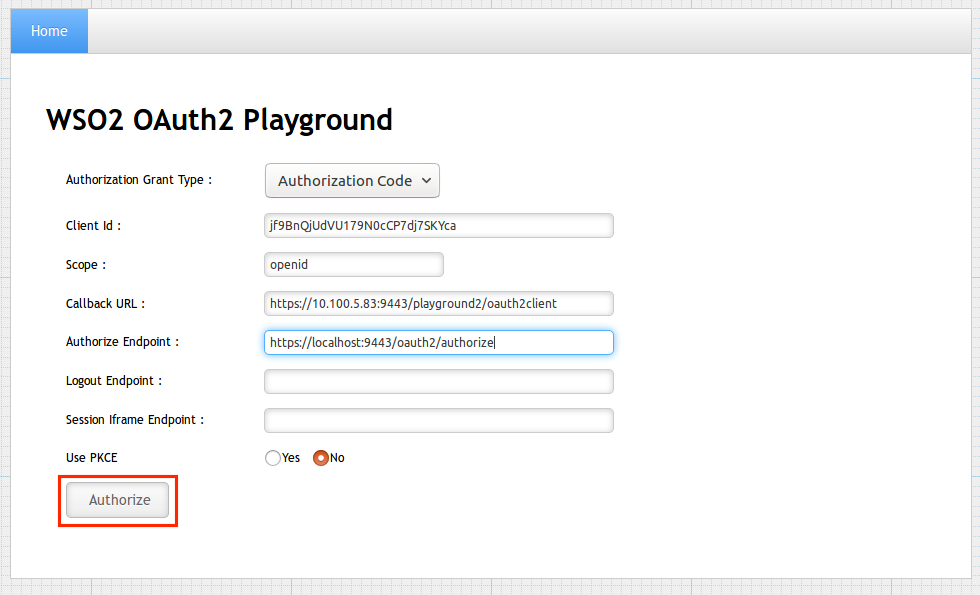 Home
WSO2 OAuth2 Playground
Authorization Grant Type : Authorization Code
Client Id : jf9BnQjUdVU179N0cCP7dj7SKYca
Scope : openid
Callback URL : https://10.100.5.83:9443/playground2/oauth2client
Authorize Endpoint : https://localhost:9443/oauth2/authorize
Logout Endpoint :
Session Iframe Endpoint :
Use PKCE Yes No
Authorize